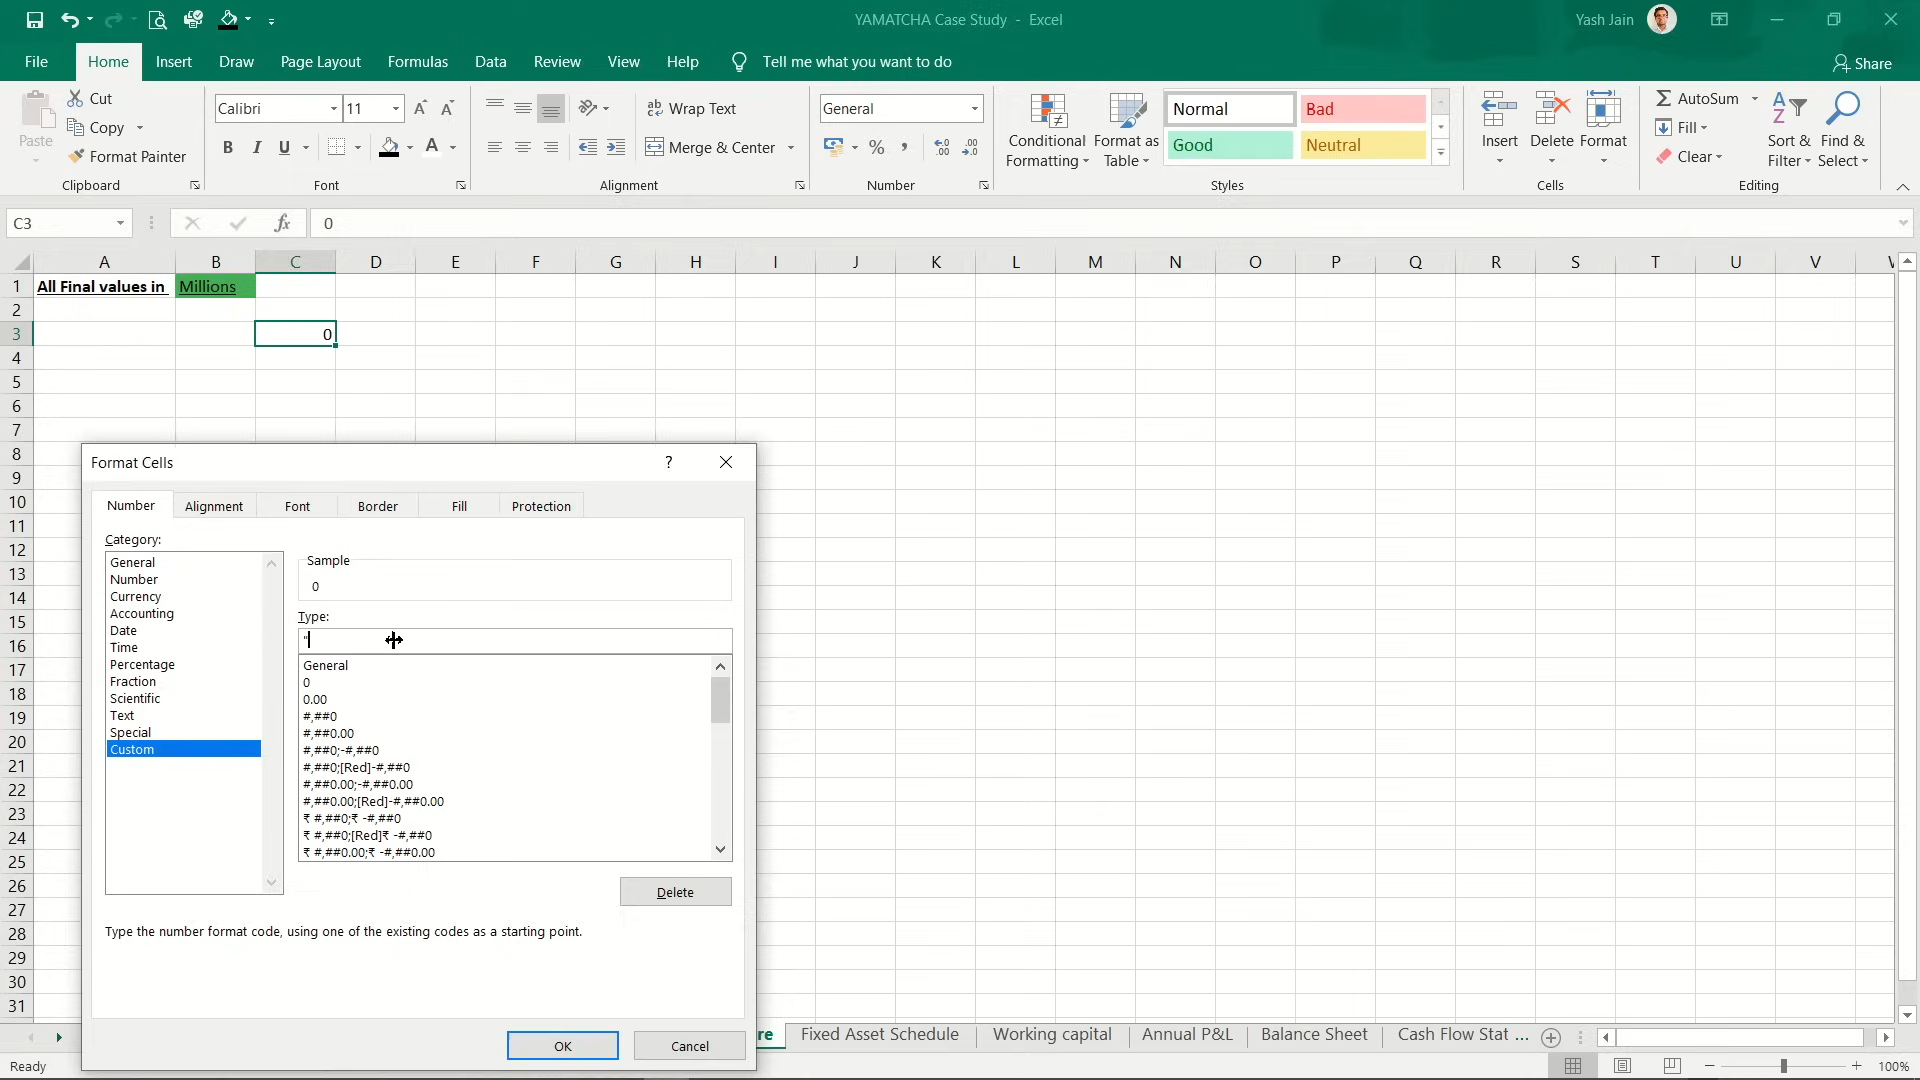 YAMATCHA Case Study - Excel
Yash Jain
File Home Insert Draw Page Layout Formulas Data Review View Help Tell me what you want to do
Share
Paste
Cut
Copy
Format Painter
Clipboard
Calibri 11
B I U
Font
Wrap Text
Merge & Center
Alignment
General
%
Number
Conditional Formatting
Format as Table
Normal Bad
Good Neutral
Styles
Insert Delete Format
Cells
AutoSum
Fill
Clear
Sort & Filter
Find & Select
Editing
C3 fx 0
A B C D E F G H I J K L M N O P Q R S T U V
1 All Final values in Millions
2
3 0
4
5
6
7
8
9
10
11
12
13
14
15
16
17
18
19
20
21
22
23
24
25
26
27
28
29
30
31
Format Cells ?
Number Alignment Font Border Fill Protection
Category:
General
Number
Currency
Accounting
Date
Time
Percentage
Fraction
Scientific
Text
Special
Custom
Sample
0
Type:
"
General
0
0.00
#,##0
#,##0.00
#,##0;-#,##0
#,##0;[Red]-#,##0
#,##0.00;-#,##0.00
#,##0.00;[Red]-#,##0.00
₹ #,##0;₹ -#,##0
₹ #,##0;[Red]₹ -#,##0
₹ #,##0.00;₹ -#,##0.00
Delete
Type the number format code, using one of the existing codes as a starting point.
OK Cancel
re Fixed Asset Schedule Working capital Annual P&L Balance Sheet Cash Flow Stat ...
Ready
100%